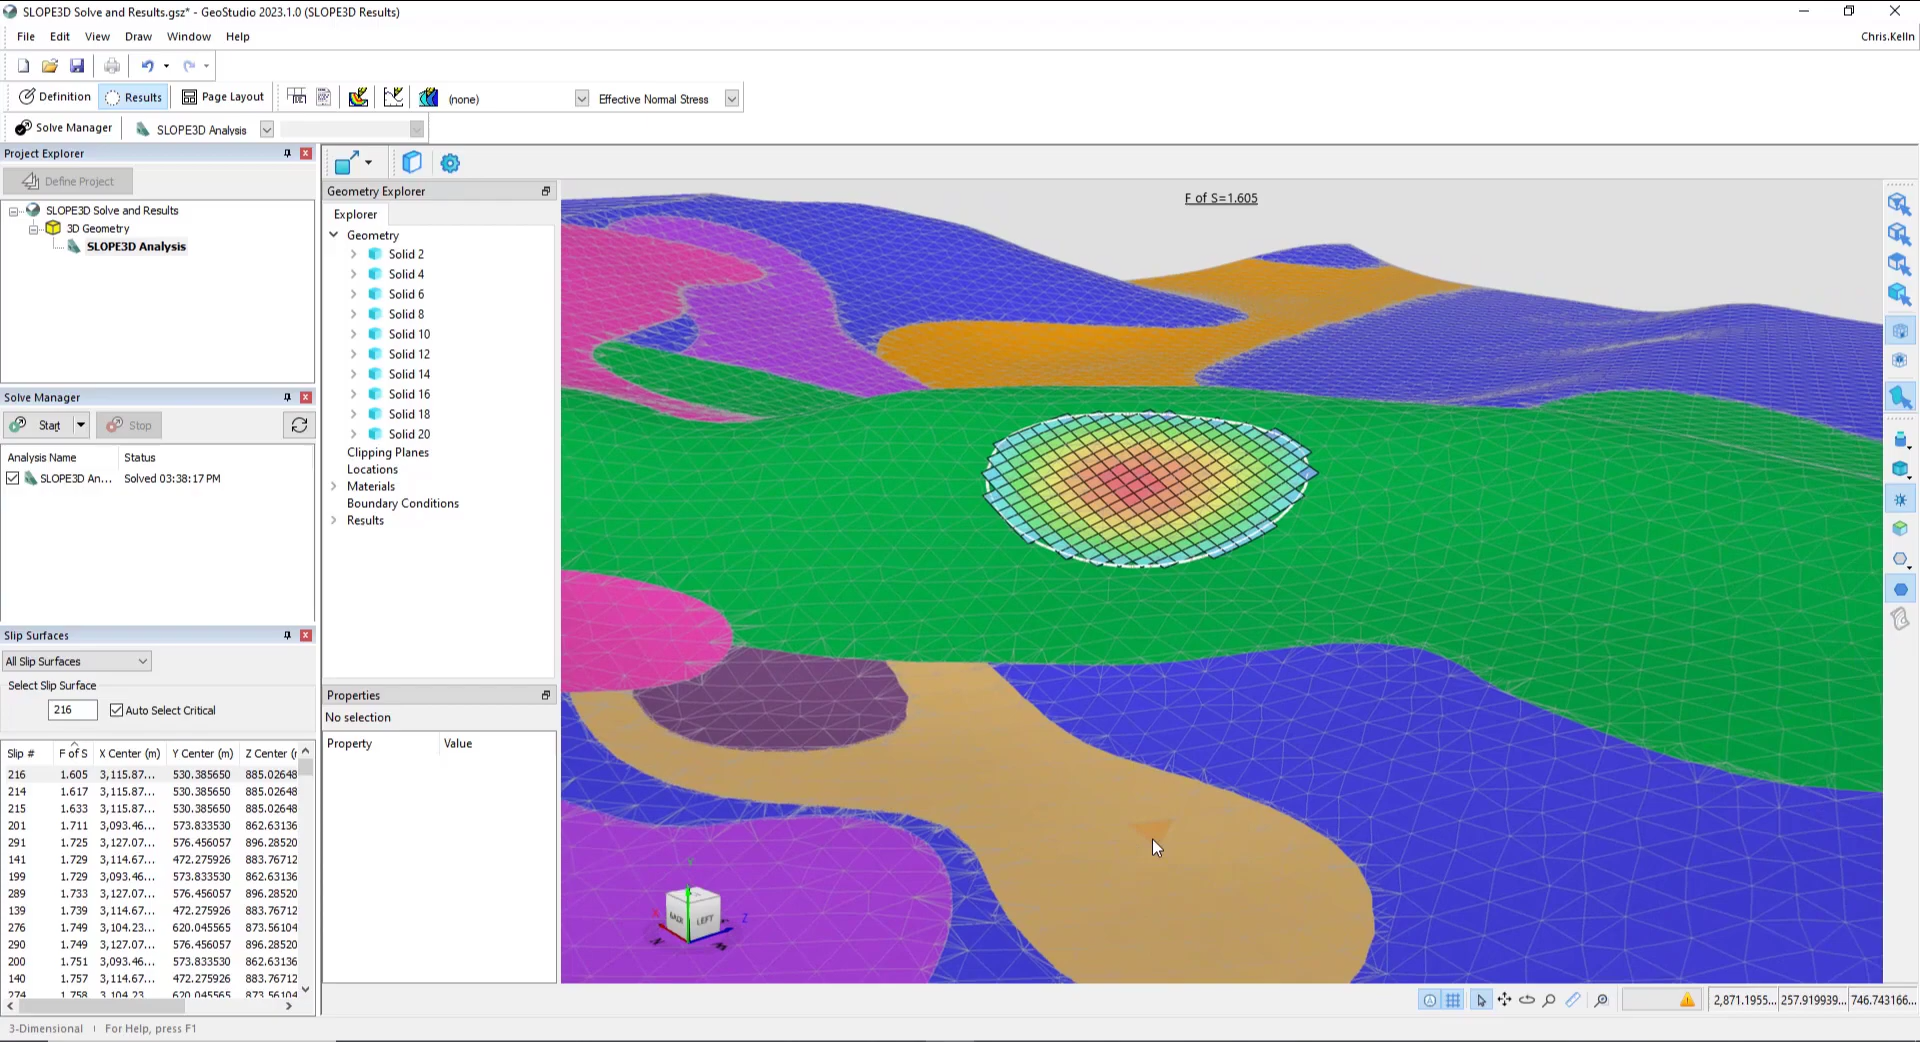 SLOPE3D Solve and Results.gsz* - GeoStudio 2023.1.0 (SLOPE3D Results)
File Edit View Draw Window Help Chris.Kelln
Definition Results Page Layout (none) Effective Normal Stress
Solve Manager SLOPE3D Analysis
Project Explorer
Define Project
SLOPE3D Solve and Results
3D Geometry
SLOPE3D Analysis
Solve Manager
Start Stop
Analysis Name Status
SLOPE3D An... Solved 03:38:17 PM
Slip Surfaces
All Slip Surfaces
Select Slip Surface
216 Auto Select Critical
Slip # F of S X Center (m) Y Center (m) Z Center (r
216 1.605 3,115.87... 530.385650 885.02648
214 1.617 3,115.87... 530.385650 885.02648
215 1.633 3,115.87... 530.385650 885.02648
201 1.711 3,093.46... 573.833530 862.63136
291 1.725 3,127.07... 576.456057 896.28520
141 1.729 3,114.67... 472.275926 883.76712
199 1.729 3,093.46... 573.833530 862.63136
289 1.733 3,127.07... 576.456057 896.28520
139 1.739 3,114.67... 472.275926 883.76712
276 1.749 3,104.23... 620.045565 873.56104
290 1.749 3,127.07... 576.456057 896.28520
200 1.751 3,093.46... 573.833530 862.63136
140 1.757 3,114.67... 472.275926 883.76712
274 1.758 3,104.23... 620.045565 873.56104
Geometry Explorer
Explorer
Geometry
Solid 2
Solid 4
Solid 6
Solid 8
Solid 10
Solid 12
Solid 14
Solid 16
Solid 18
Solid 20
Clipping Planes
Locations
Materials
Boundary Conditions
Results
Properties
No selection
Property Value
F of S=1.605
Y
X
Z
BACK LEFT
N
2,871.1955... 257.919939... 746.743166...
3-Dimensional For Help, press F1